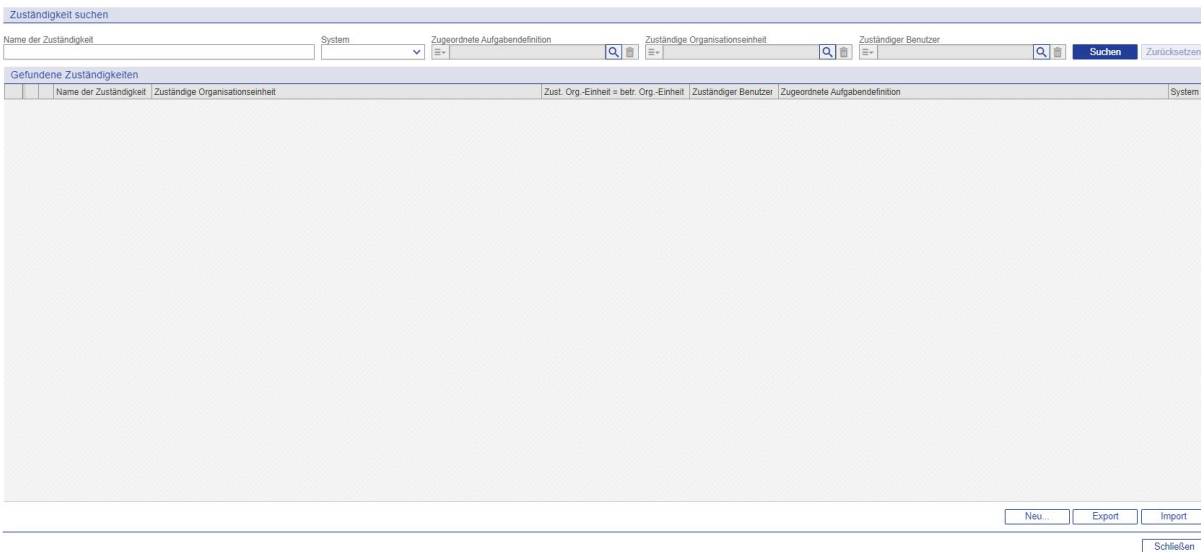 Zuständigkeit suchen
Name der Zuständigkeit System Zugeordnete Aufgabendefinition Zuständige Organisationseinheit Zuständiger Benutzer
Suchen Zurücksetzen
Gefundene Zuständigkeiten
Name der Zuständigkeit Zuständige Organisationseinheit Zust. Org.-Einheit = betr. Org.-Einheit Zuständiger Benutzer Zugeordnete Aufgabendefinition System
Neu... Export Import
Schließen